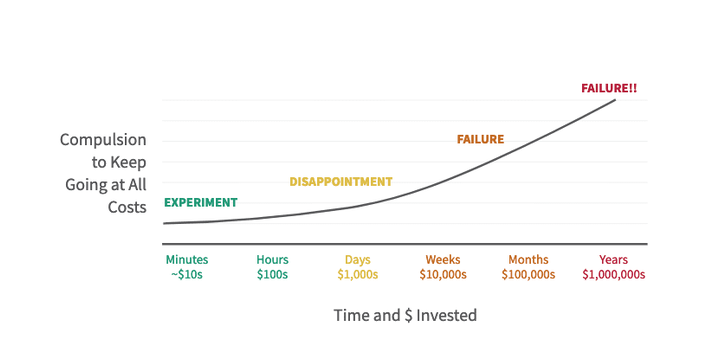 FAILURE!!
Compulsion
to Keep
Going at All
Costs
FAILURE
DISAPPOINTMENT
EXPERIMENT
Minutes Hours Days Weeks Months Years
~$10s $100s $1,000s $10,000s $100,000s $1,000,000s
Time and $ Invested